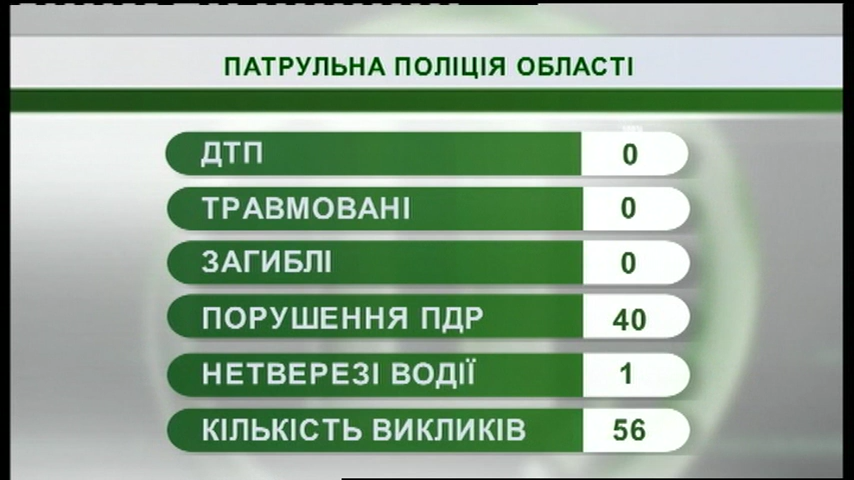 ПАТРУЛЬНА ПОЛІЦІЯ ОБЛАСТІ
ДТП 0
ТРАВМОВАНІ 0
ЗАГИБЛІ 0
ПОРУШЕННЯ ПДР 40
НЕТВЕРЕЗІ ВОДІЇ 1
КІЛЬКІСТЬ ВИКЛИКІВ 56